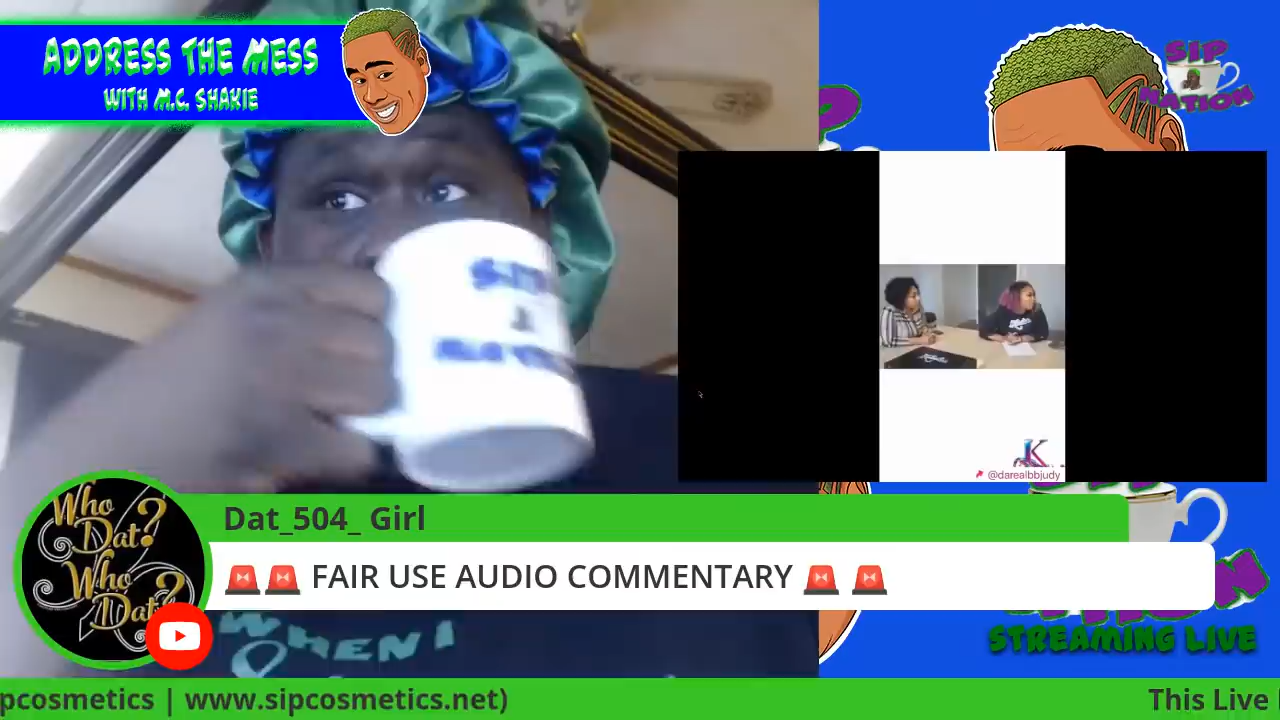 ADDRESS THE MESS
WITH M.C. SHAKIE
SIP
NATION
K
@darealbbjudy
Who
Dat?
Who
Dat?
Dat_504_ Girl
🚨🚨 FAIR USE AUDIO COMMENTARY 🚨 🚨
WHEN I
STREAMING LIVE
pcosmetics | www.sipcosmetics.net)
This Live